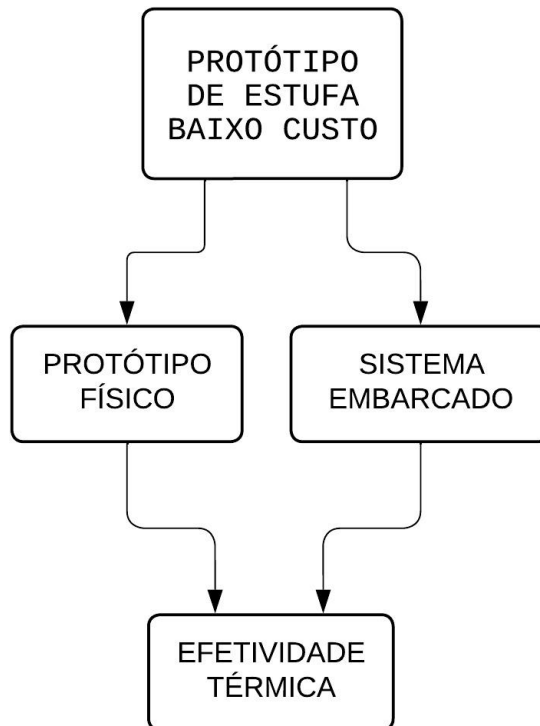 PROTÓTIPO
DE ESTUFA
BAIXO CUSTO
PROTÓTIPO
FÍSICO
SISTEMA
EMBARCADO
EFETIVIDADE
TÉRMICA